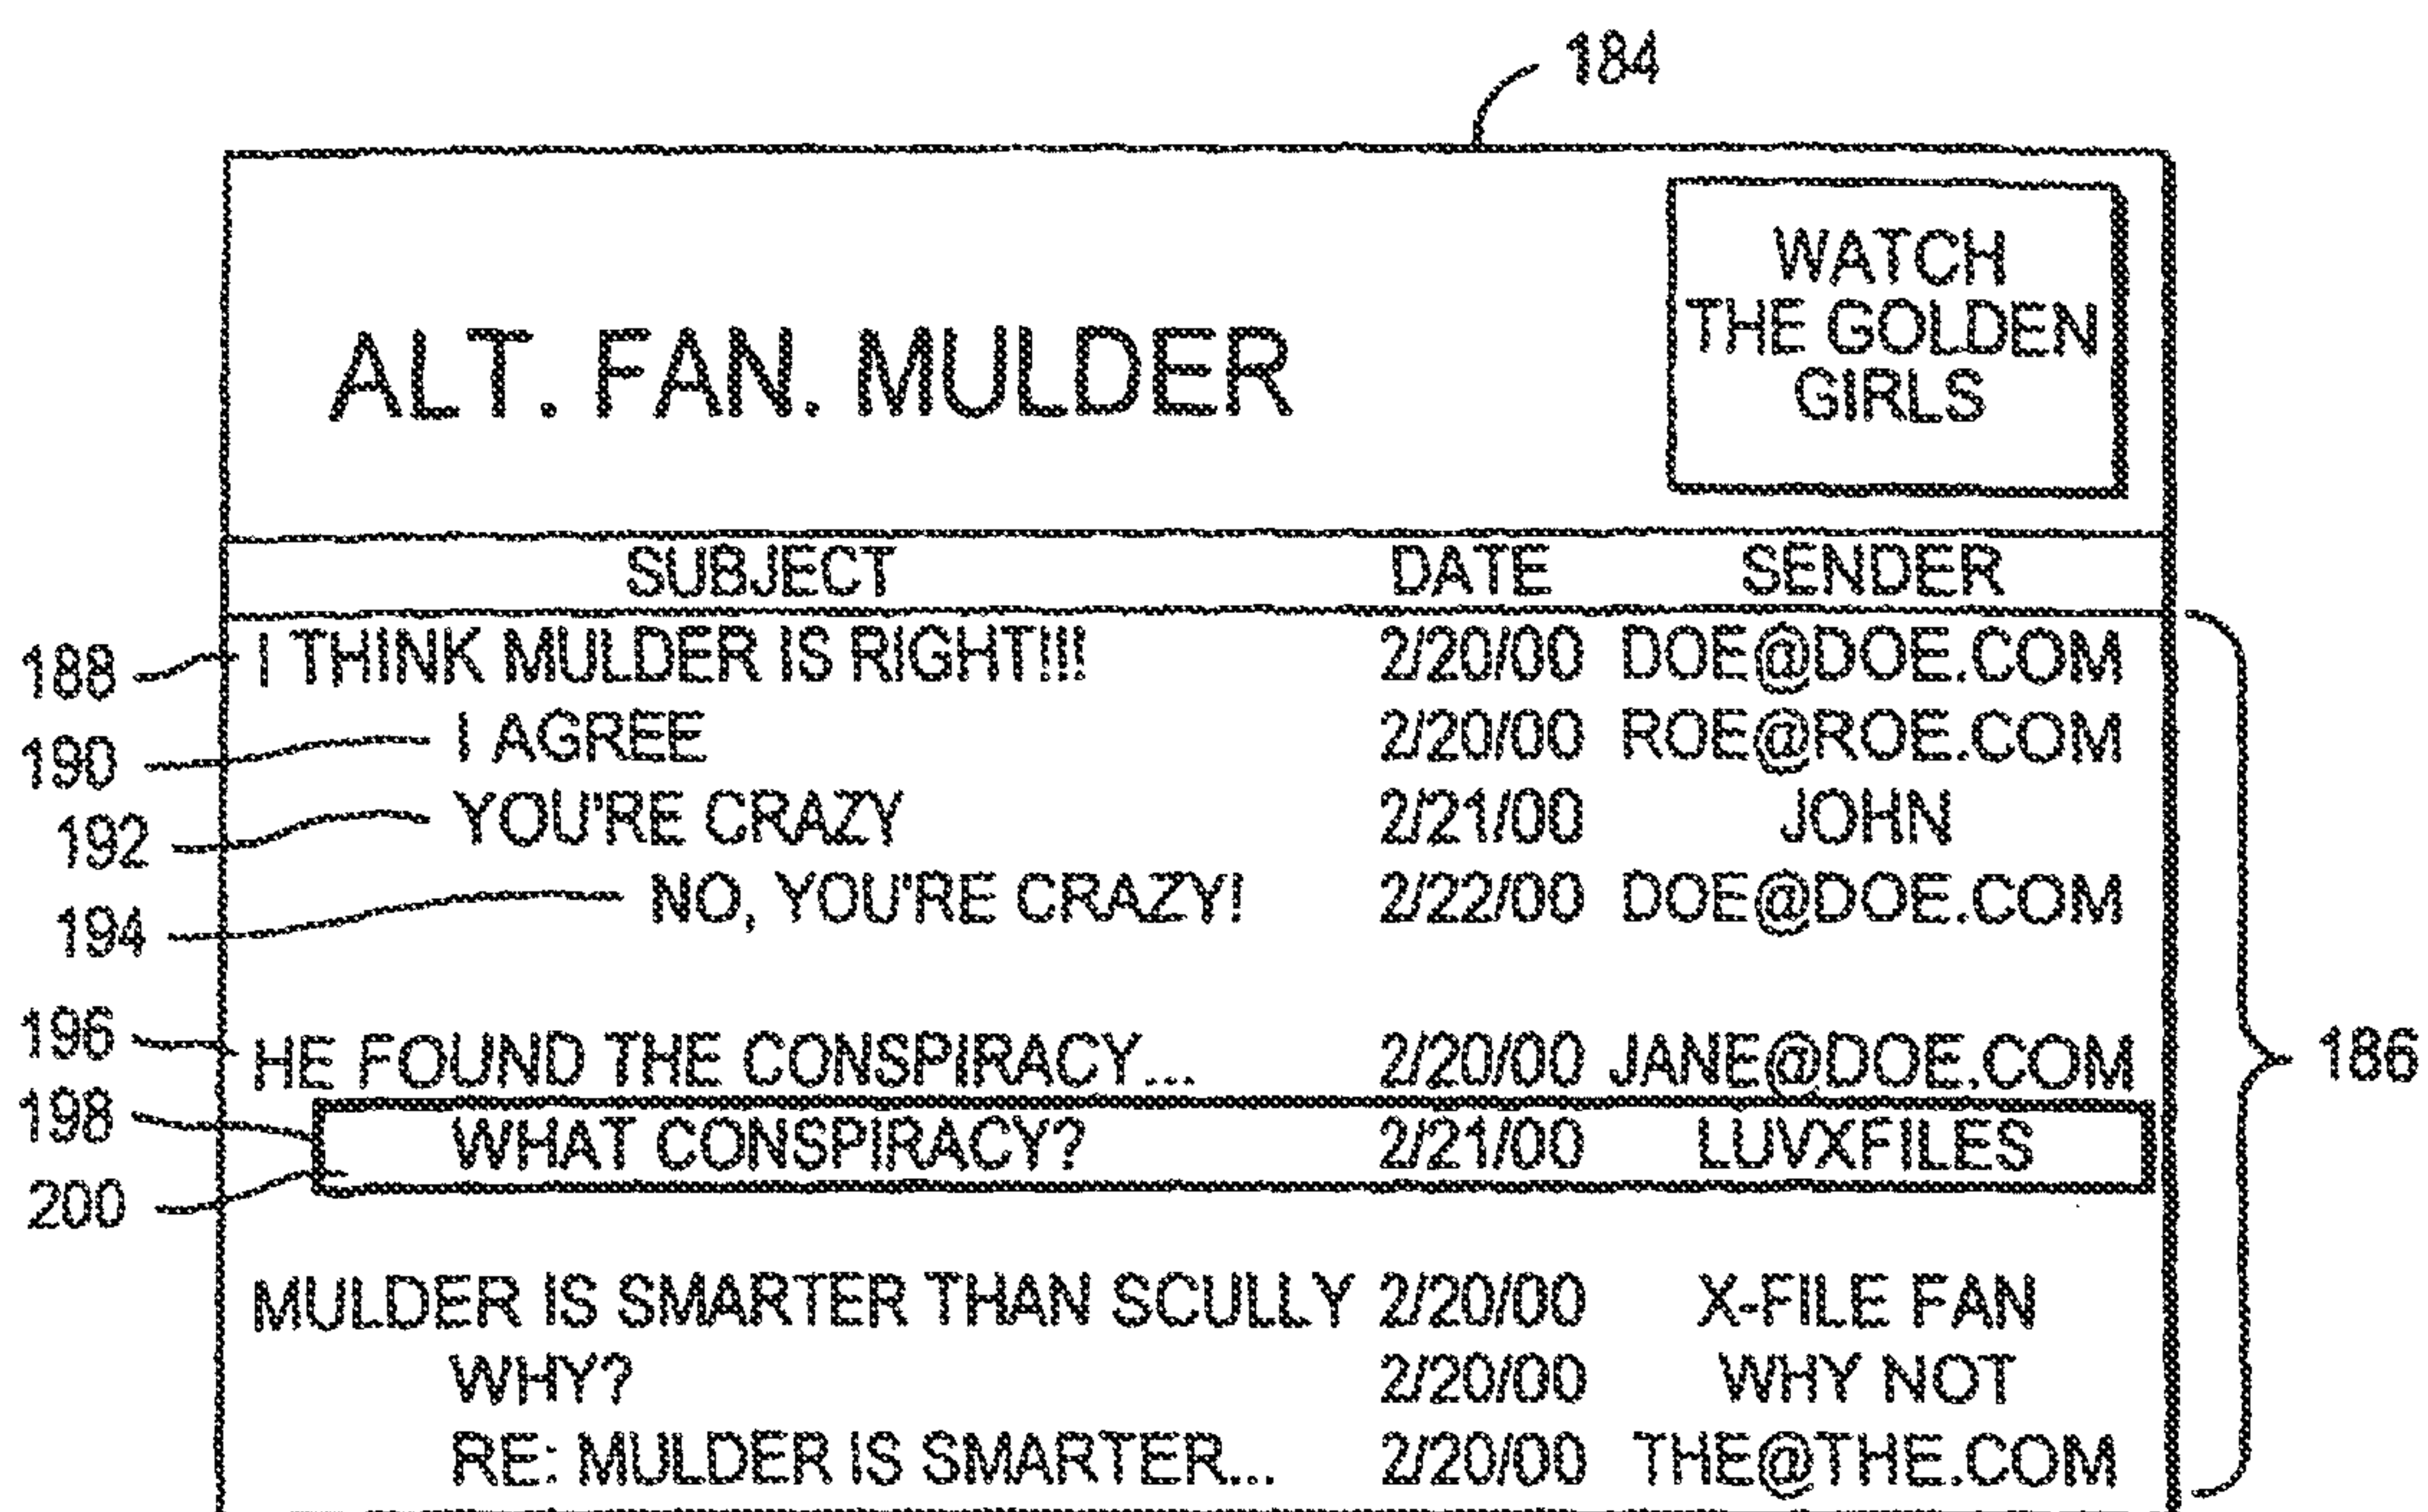 184
WATCH
THE GOLDEN
GIRLS
ALT. FAN. MULDER
SUBJECT DATE SENDER
188 I THINK MULDER IS RIGHT!!! 2/20/00 DOE@DOE.COM
190 I AGREE 2/20/00 ROE@ROE.COM
192 YOU'RE CRAZY 2/21/00 JOHN
194 NO, YOU'RE CRAZY! 2/22/00 DOE@DOE.COM
196 HE FOUND THE CONSPIRACY... 2/20/00 JANE@DOE.COM
186
198 WHAT CONSPIRACY? 2/21/00 LUVXFILES
200
MULDER IS SMARTER THAN SCULLY 2/20/00 X-FILE FAN
WHY? 2/20/00 WHY NOT
RE: MULDER IS SMARTER... 2/20/00 THE@THE.COM